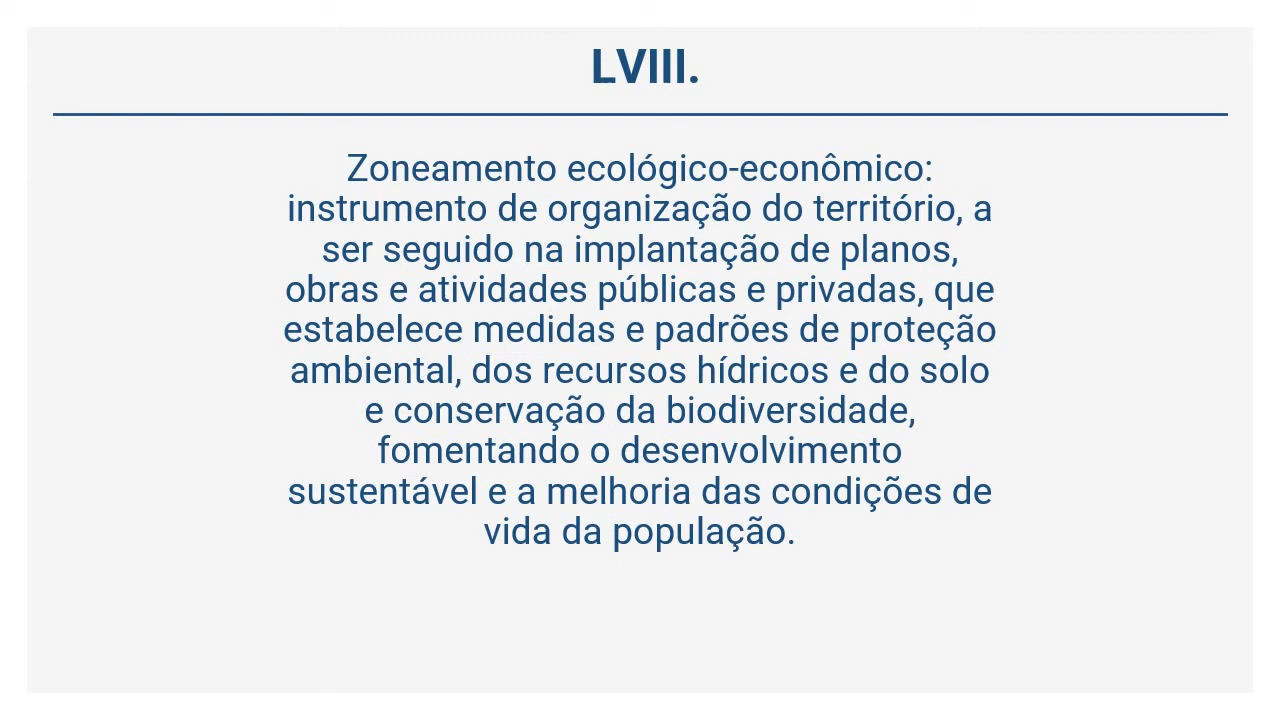 LVIII.
Zoneamento ecológico-econômico:
instrumento de organização do território, a
ser seguido na implantação de planos,
obras e atividades públicas e privadas, que
estabelece medidas e padrões de proteção
ambiental, dos recursos hídricos e do solo
e conservação da biodiversidade,
fomentando o desenvolvimento
sustentável e a melhoria das condições de
vida da população.